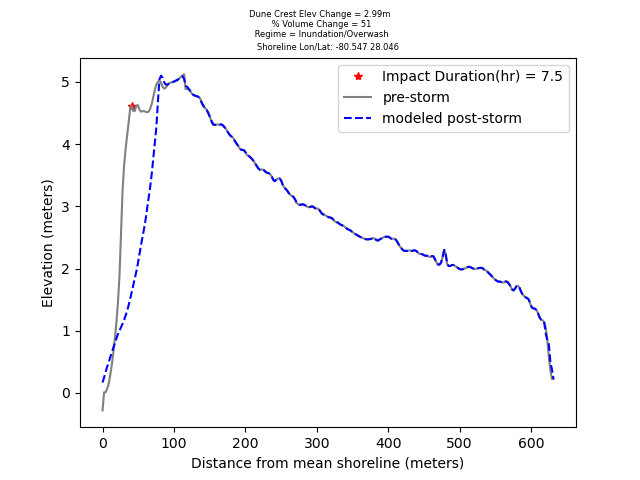 Dune Crest Elev Change = 2.99m
% Volume Change = 51
Regime = Inundation/Overwash
Shoreline Lon/Lat: -80.547 28.046
Impact Duration(hr) = 7.5
pre-storm
modeled post-storm
Elevation (meters)
5
4
3
2
1
0
0 100 200 300 400 500 600
Distance from mean shoreline (meters)